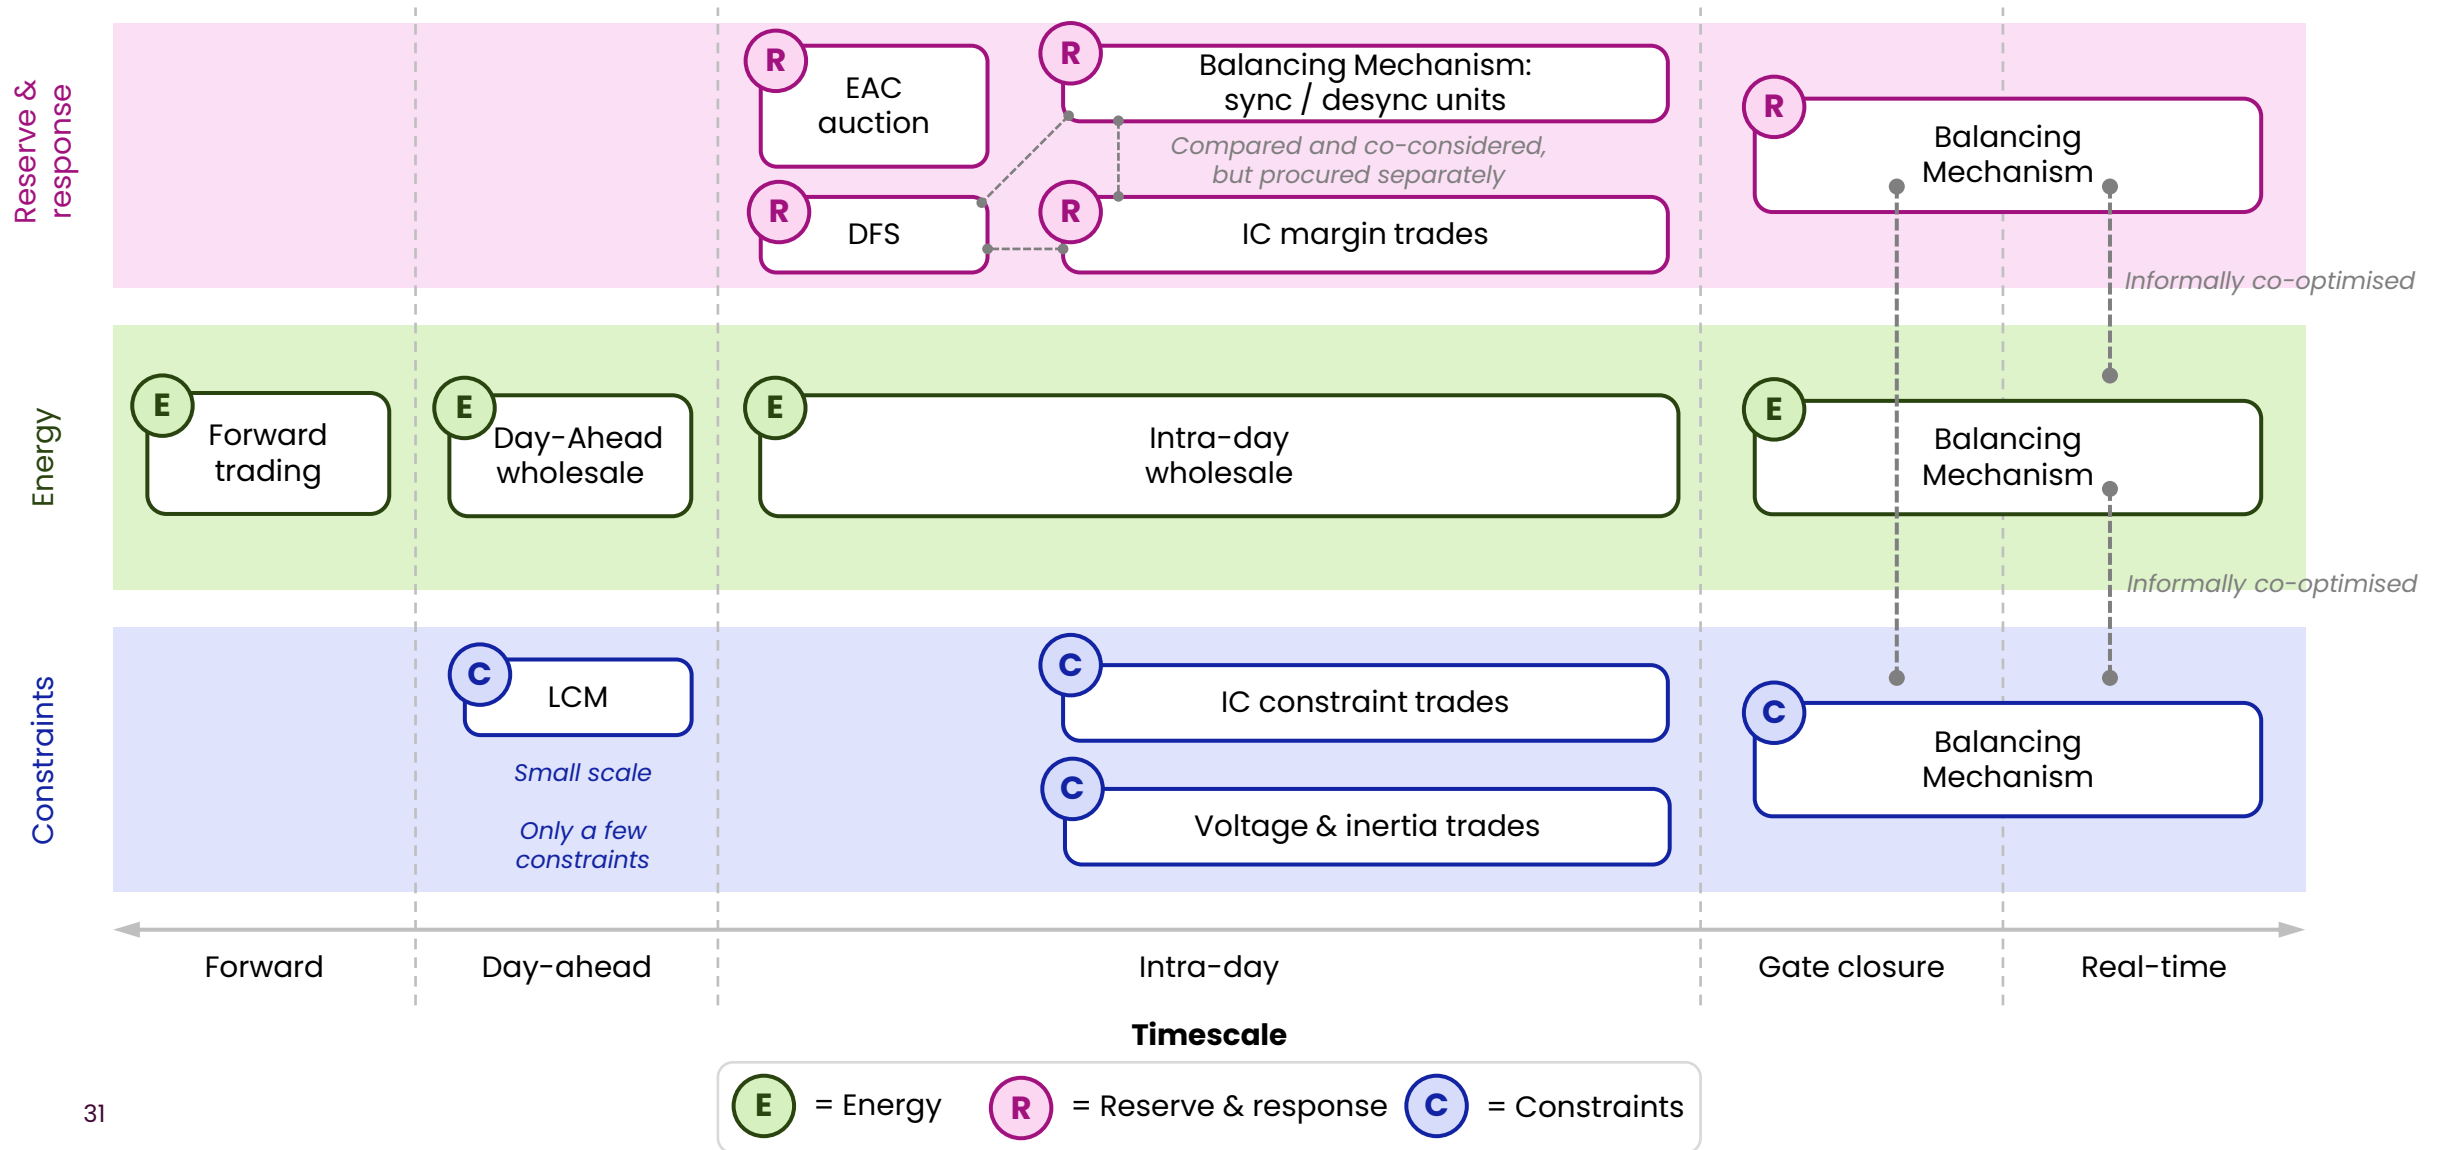 Reserve &
response
R
EAC
auction
R
Balancing Mechanism:
sync / desync units
Compared and co-considered,
but procured separately
R
DFS
R
IC margin trades
R
Balancing
Mechanism
Informally co-optimised
Energy
E
Forward
trading
E
Day-Ahead
wholesale
E
Intra-day
wholesale
E
Balancing
Mechanism
Informally co-optimised
Constraints
C
LCM
Small scale
Only a few
constraints
C
IC constraint trades
C
Voltage & inertia trades
C
Balancing
Mechanism
Forward
Day-ahead
Intra-day
Gate closure
Real-time
Timescale
E = Energy
R = Reserve & response
C = Constraints
31